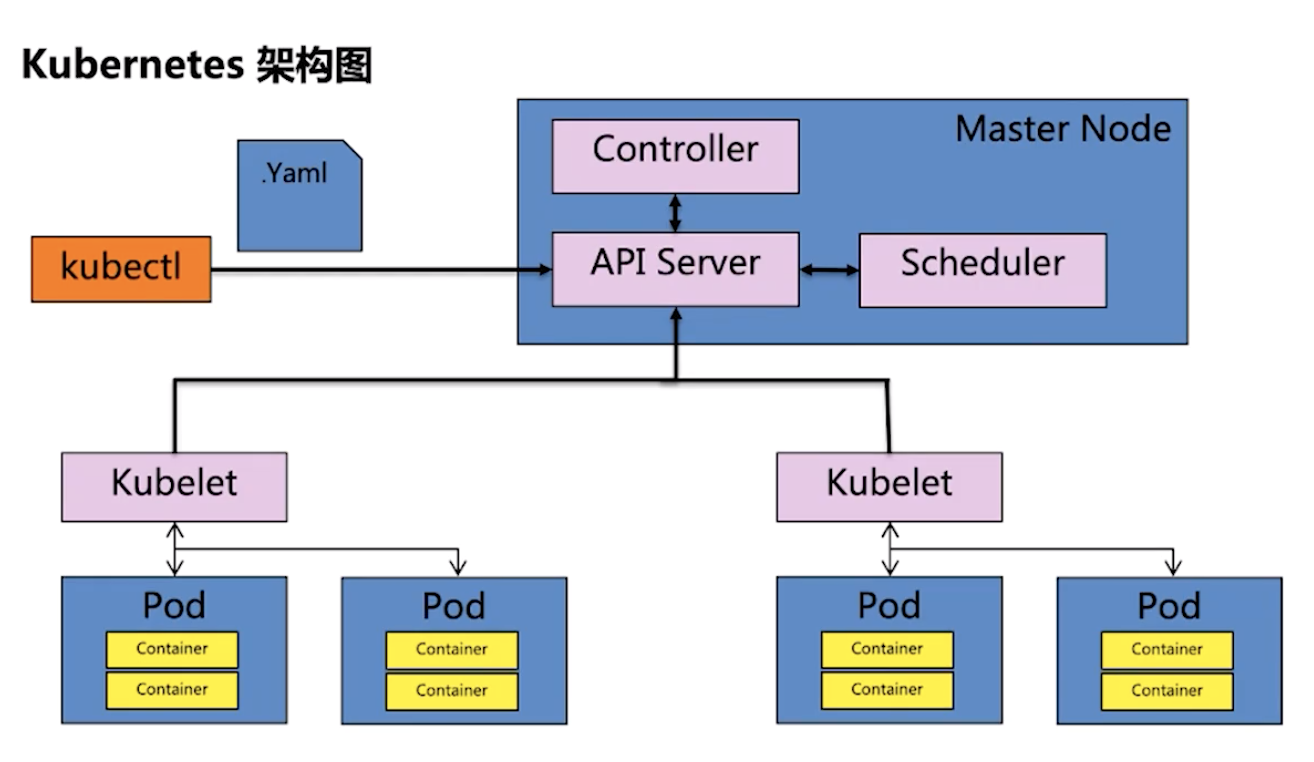 Kubernetes 架构图
Master Node
Controller
.Yaml
kubectl
API Server
Scheduler
Kubelet
Kubelet
Pod
Container
Container
Pod
Container
Container
Pod
Container
Container
Pod
Container
Container